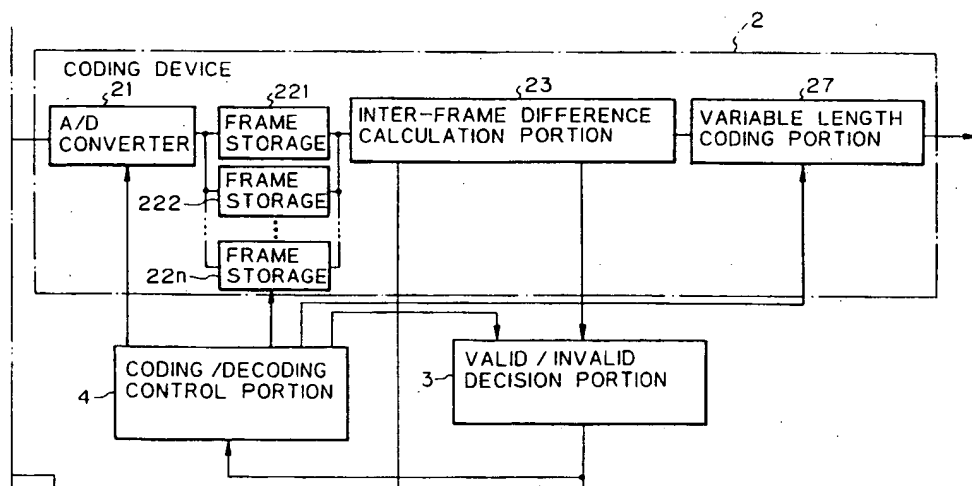 2
CODING DEVICE
21
221
23
27
A/D
CONVERTER
FRAME
STORAGE
INTER-FRAME DIFFERENCE
CALCULATION PORTION
VARIABLE LENGTH
CODING PORTION
222
FRAME
STORAGE
22n
FRAME
STORAGE
4
CODING/DECODING
CONTROL PORTION
3
VALID/INVALID
DECISION PORTION